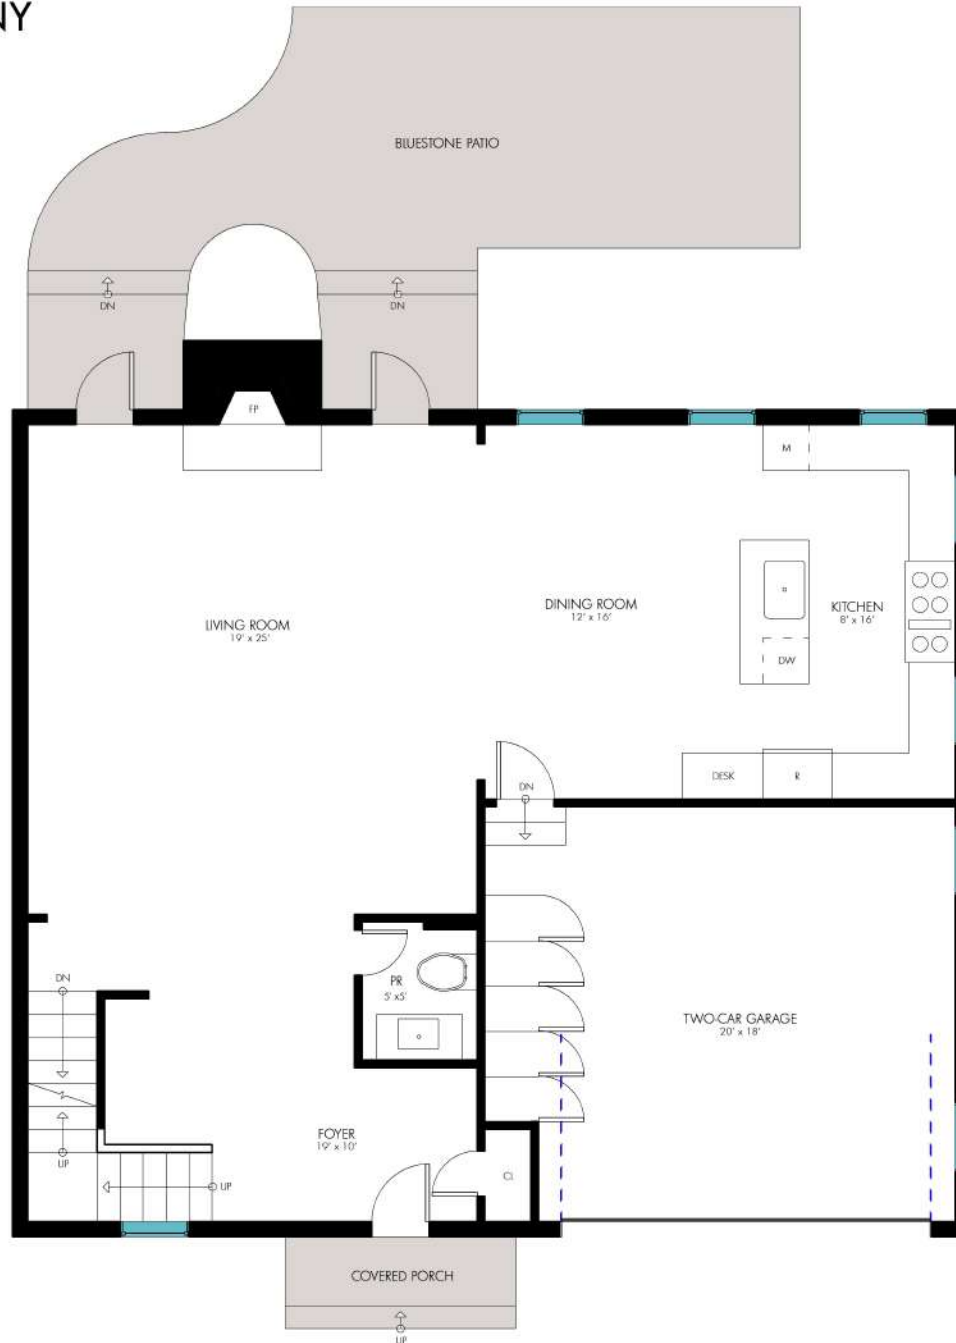 NY
BLUESTONE PATIO
DN
DN
FP
M
LIVING ROOM
19' x 25'
DINING ROOM
12' x 16'
KITCHEN
8' x 16'
DW
DESK
R
DN
DN
PR
5' x5'
TWO-CAR GARAGE
20' x 18'
FOYER
19' x 10'
UP
UP
CL
COVERED PORCH
UP